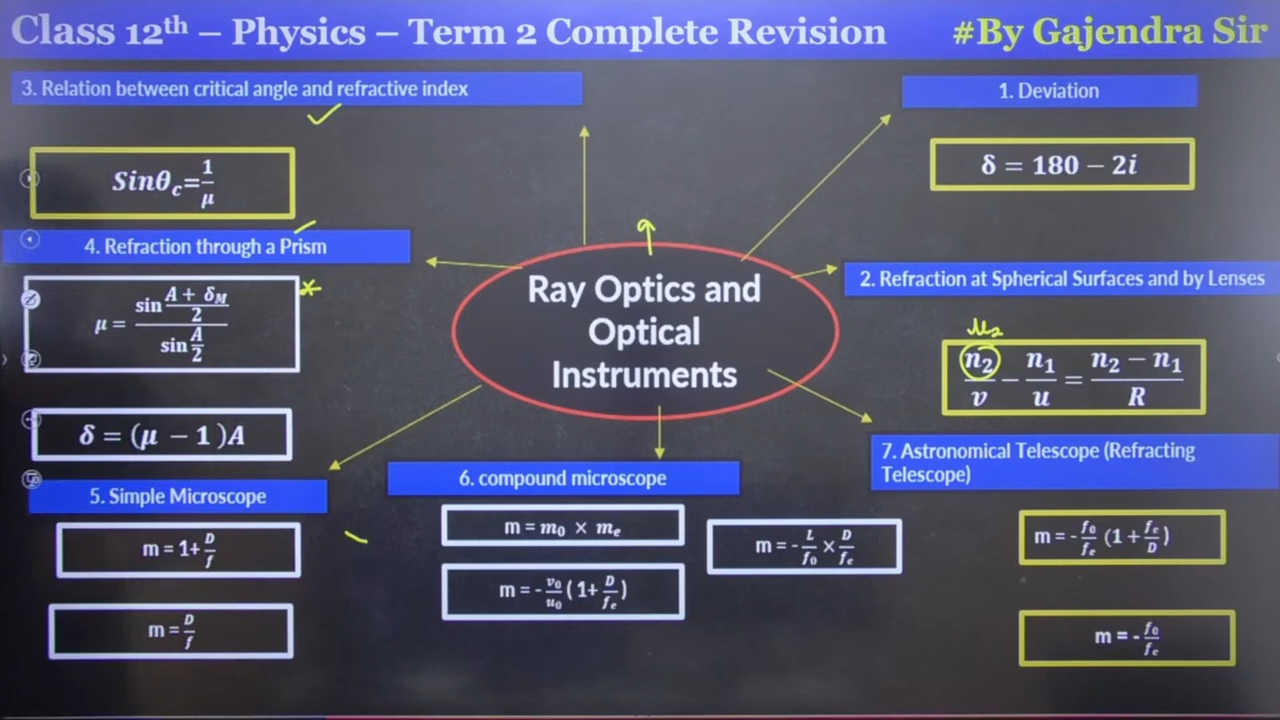 Class 12th – Physics – Term 2 Complete Revision #By Gajendra Sir
3. Relation between critical angle and refractive index
Sinθc=1/μ
4. Refraction through a Prism
μ = sin (A + δM)/2 / sin A/2
δ = (μ − 1)A
5. Simple Microscope
m = 1+ D/f
m = D/f
Ray Optics and
Optical
Instruments
6. compound microscope
m = m₀ × mₑ
m = - v₀/u₀ (1+ D/fₑ)
m = - L/f₀ × D/fₑ
1. Deviation
δ = 180 − 2i
2. Refraction at Spherical Surfaces and by Lenses
μ₂
n₂/v − n₁/u = n₂ − n₁/R
7. Astronomical Telescope (Refracting
Telescope)
m = - f₀/fₑ (1 + fₑ/D)
m = - f₀/fₑ